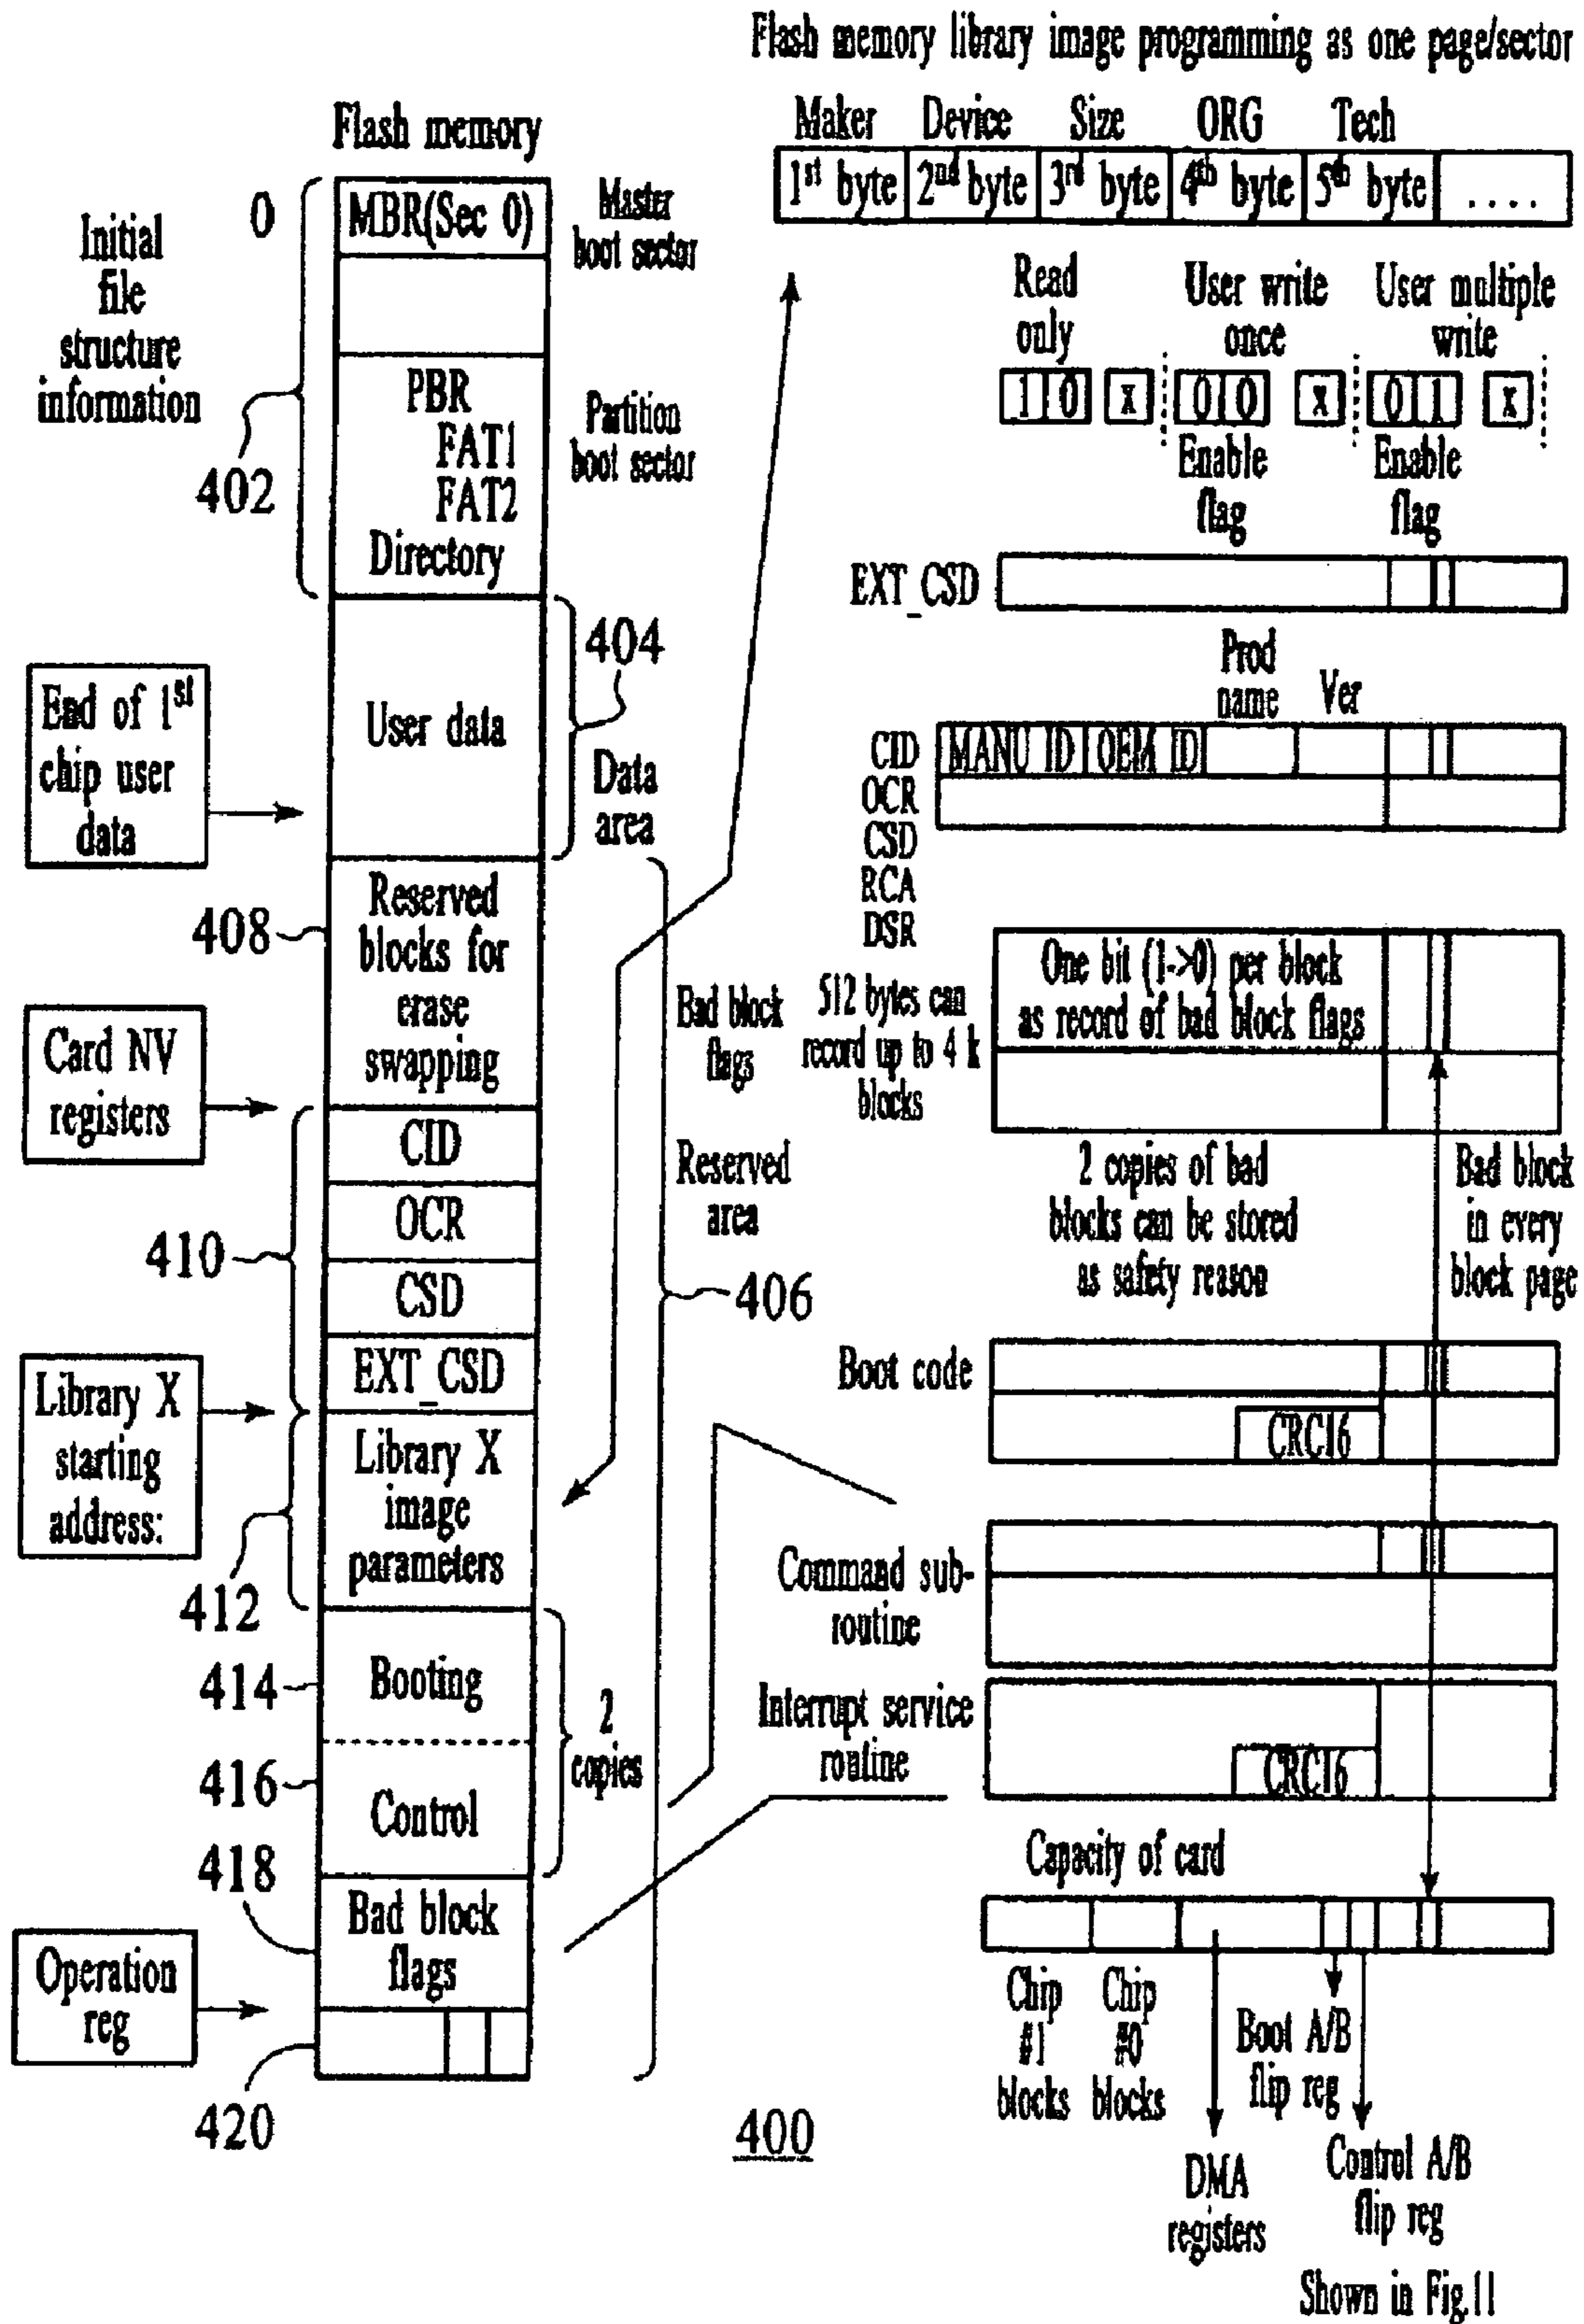 Flash memory library image programming as one page/sector
Flash memory
Maker Device Size ORG Tech
1st byte 2nd byte 3rd byte 4th byte 5th byte ....
0
MBR(Sec 0)
Master
boot sector
Initial
file
structure
information
402
PBR
FAT1
FAT2
Directory
Partition
boot sector
Read
only
User write
once
User multiple
write
1 0 x 0 0 x 0 1 x
Enable
flag
Enable
flag
EXT_CSD
404
User data
Data
area
End of 1st
chip user
data
Prod
name
Ver
CID
MANU ID OEM ID
OCR
CSD
RCA
DSR
408
Reserved
blocks for
erase
swapping
Bad block
flags
512 bytes can
record up to 4 k
blocks
One bit (1->0) per block
as record of bad block flags
Card NV
registers
CID
OCR
CSD
EXT_CSD
410
Reserved
area
406
2 copies of bad
blocks can be stored
as safety reason
Bad block
in every
block page
Library X
starting
address:
Library X
image
parameters
412
Boot code
CRC16
Command sub-
routine
414
Booting
2
copies
416
Control
Interrupt service
routine
CRC16
418
Bad block
flags
Capacity of card
Operation
reg
420
Chip
#1
blocks
Chip
#0
blocks
Boot A/B
flip reg
DMA
registers
Control A/B
flip reg
400
Shown in Fig.11